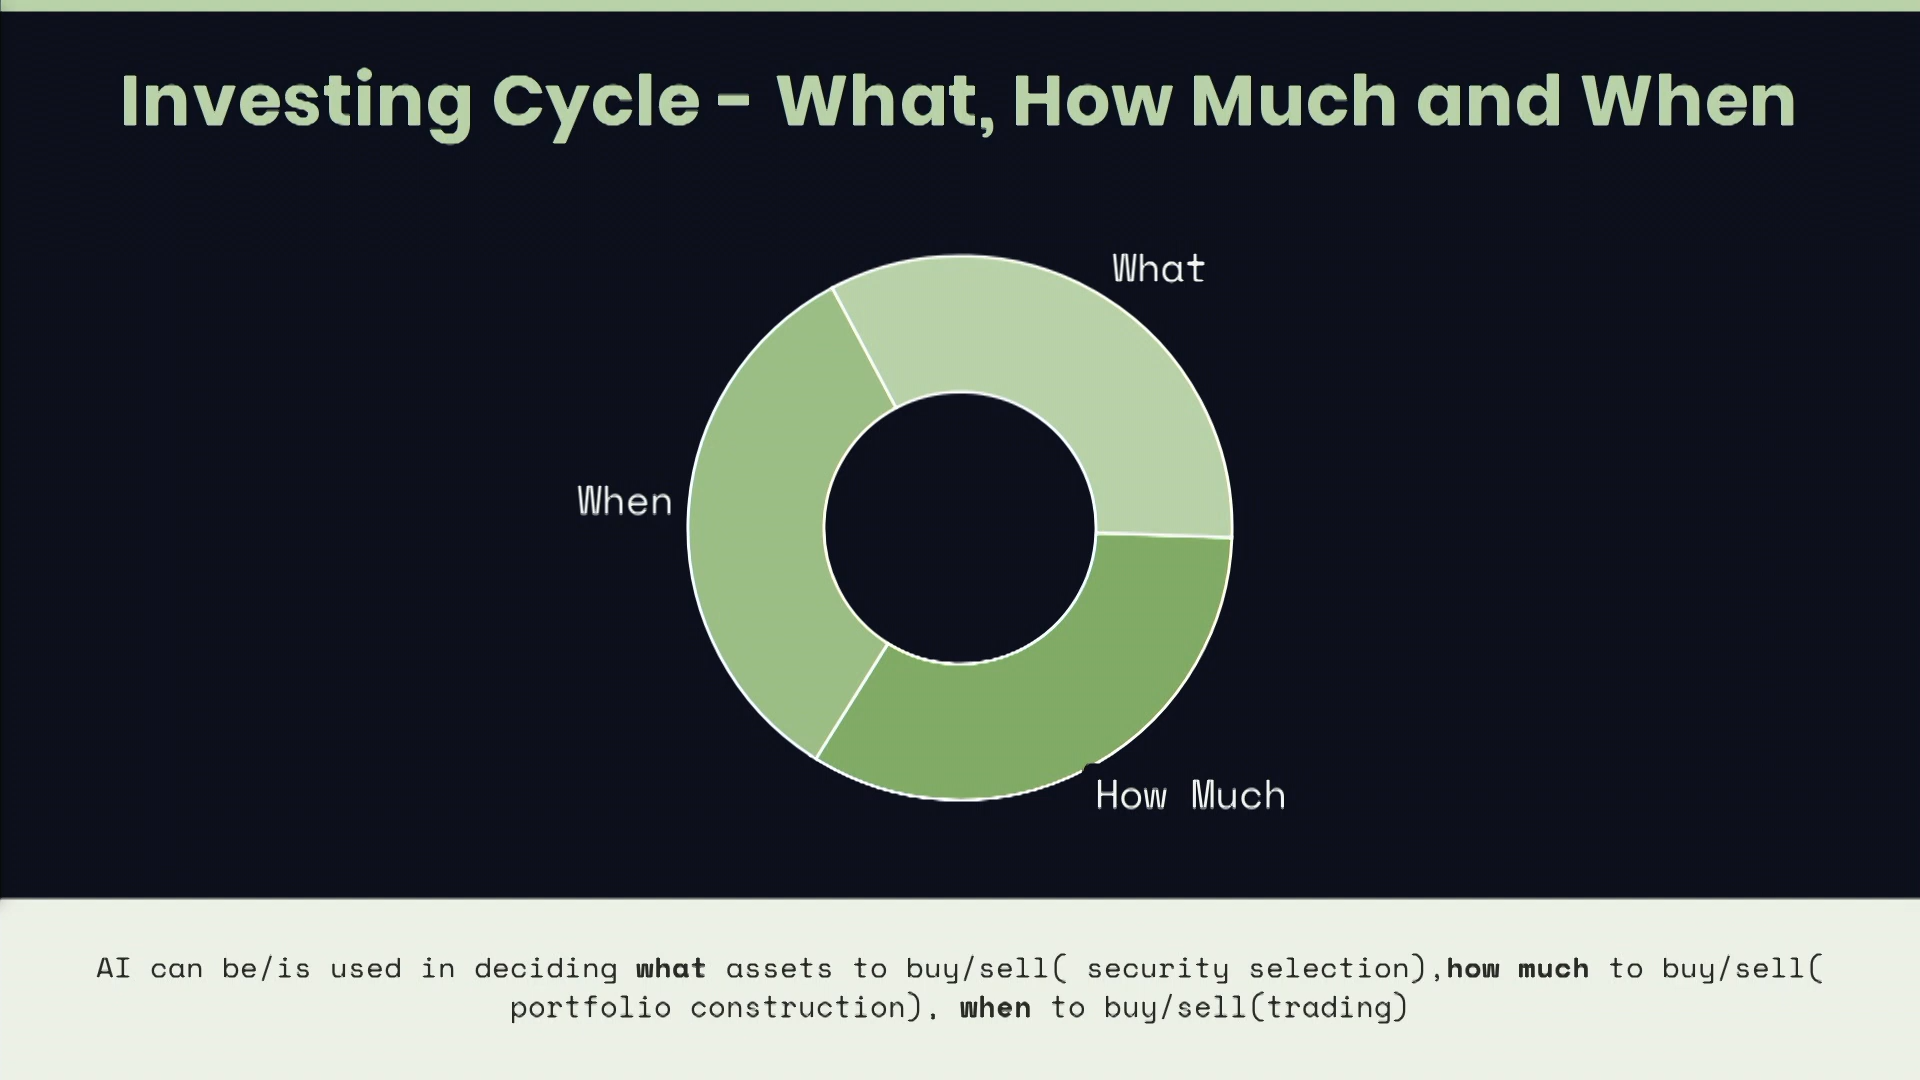 Investing Cycle - What, How Much and When
What
When
How Much
AI can be/is used in deciding what assets to buy/sell( security selection),how much to buy/sell(
portfolio construction), when to buy/sell(trading)